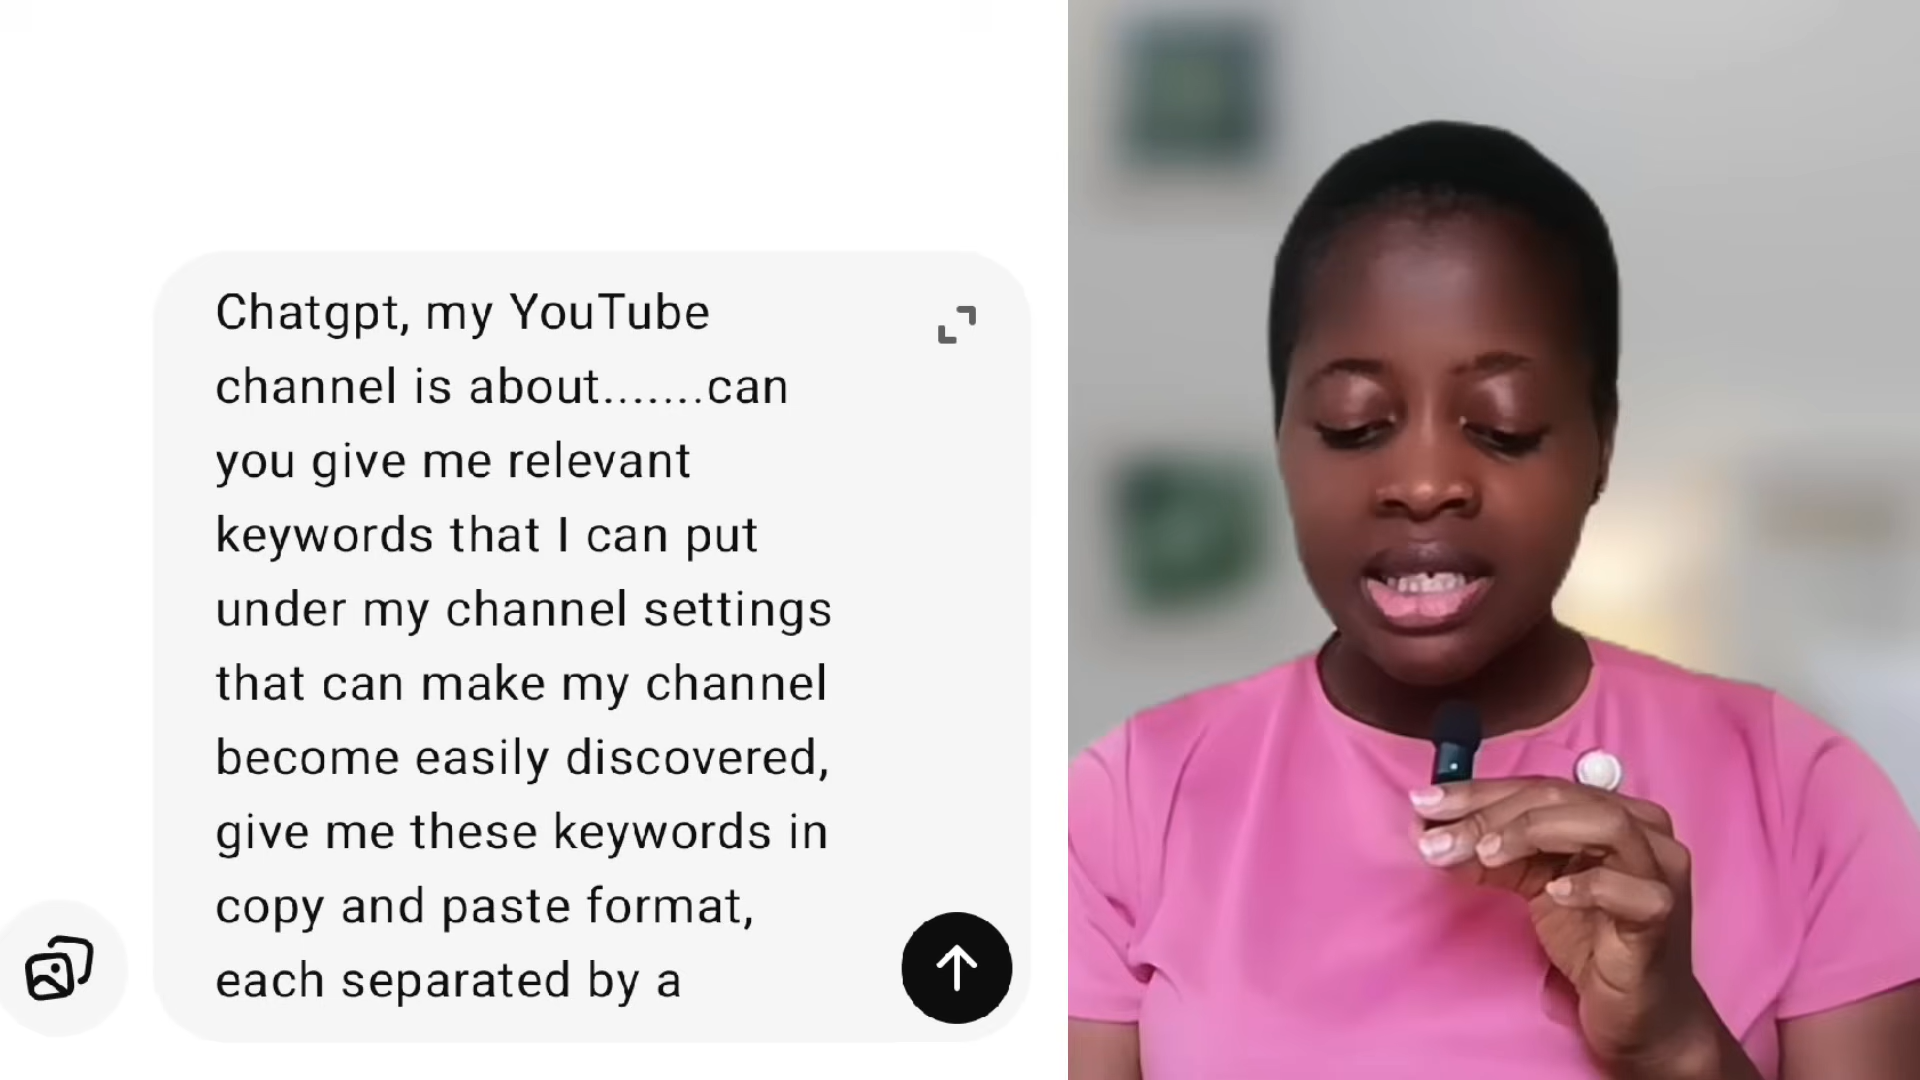 Chatgpt, my YouTube
channel is about.......can
you give me relevant
keywords that I can put
under my channel settings
that can make my channel
become easily discovered,
give me these keywords in
copy and paste format,
each separated by a